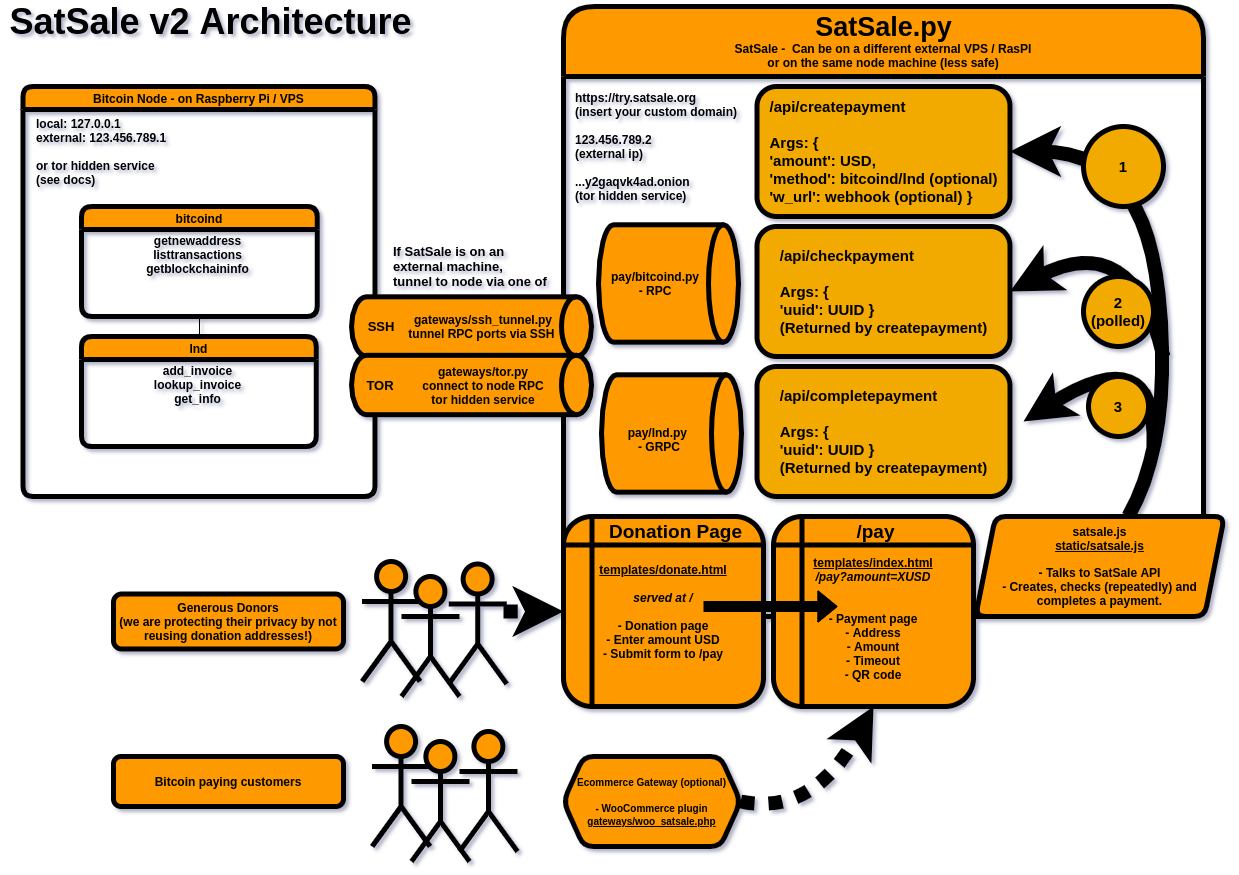 SatSale v2 Architecture
SatSale.py
SatSale -  Can be on a different external VPS / RasPI
or on the same node machine (less safe)
Bitcoin Node - on Raspberry Pi / VPS
local: 127.0.0.1
external: 123.456.789.1
or tor hidden service
(see docs)
bitcoind
getnewaddress
listtransactions
getblockchaininfo
lnd
add_invoice
lookup_invoice
get_info
If SatSale is on an
external machine,
tunnel to node via one of
SSH
gateways/ssh_tunnel.py
tunnel RPC ports via SSH
TOR
gateways/tor.py
connect to node RPC
tor hidden service
https://try.satsale.org
(insert your custom domain)
123.456.789.2
(external ip)
...y2gaqvk4ad.onion
(tor hidden service)
pay/bitcoind.py
- RPC
pay/lnd.py
- GRPC
/api/createpayment
Args: {
'amount': USD,
'method': bitcoind/lnd (optional)
'w_url': webhook (optional) }
1
/api/checkpayment
Args: {
'uuid': UUID }
(Returned by createpayment)
2
(polled)
/api/completepayment
Args: {
'uuid': UUID }
(Returned by createpayment)
3
Donation Page
templates/donate.html
served at /
- Donation page
- Enter amount USD
- Submit form to /pay
/pay
templates/index.html
/pay?amount=XUSD
- Payment page
- Address
- Amount
- Timeout
- QR code
satsale.js
static/satsale.js
- Talks to SatSale API
- Creates, checks (repeatedly) and
completes a payment.
Generous Donors
(we are protecting their privacy by not
reusing donation addresses!)
Bitcoin paying customers
Ecommerce Gateway (optional)
- WooCommerce plugin
gateways/woo_satsale.php